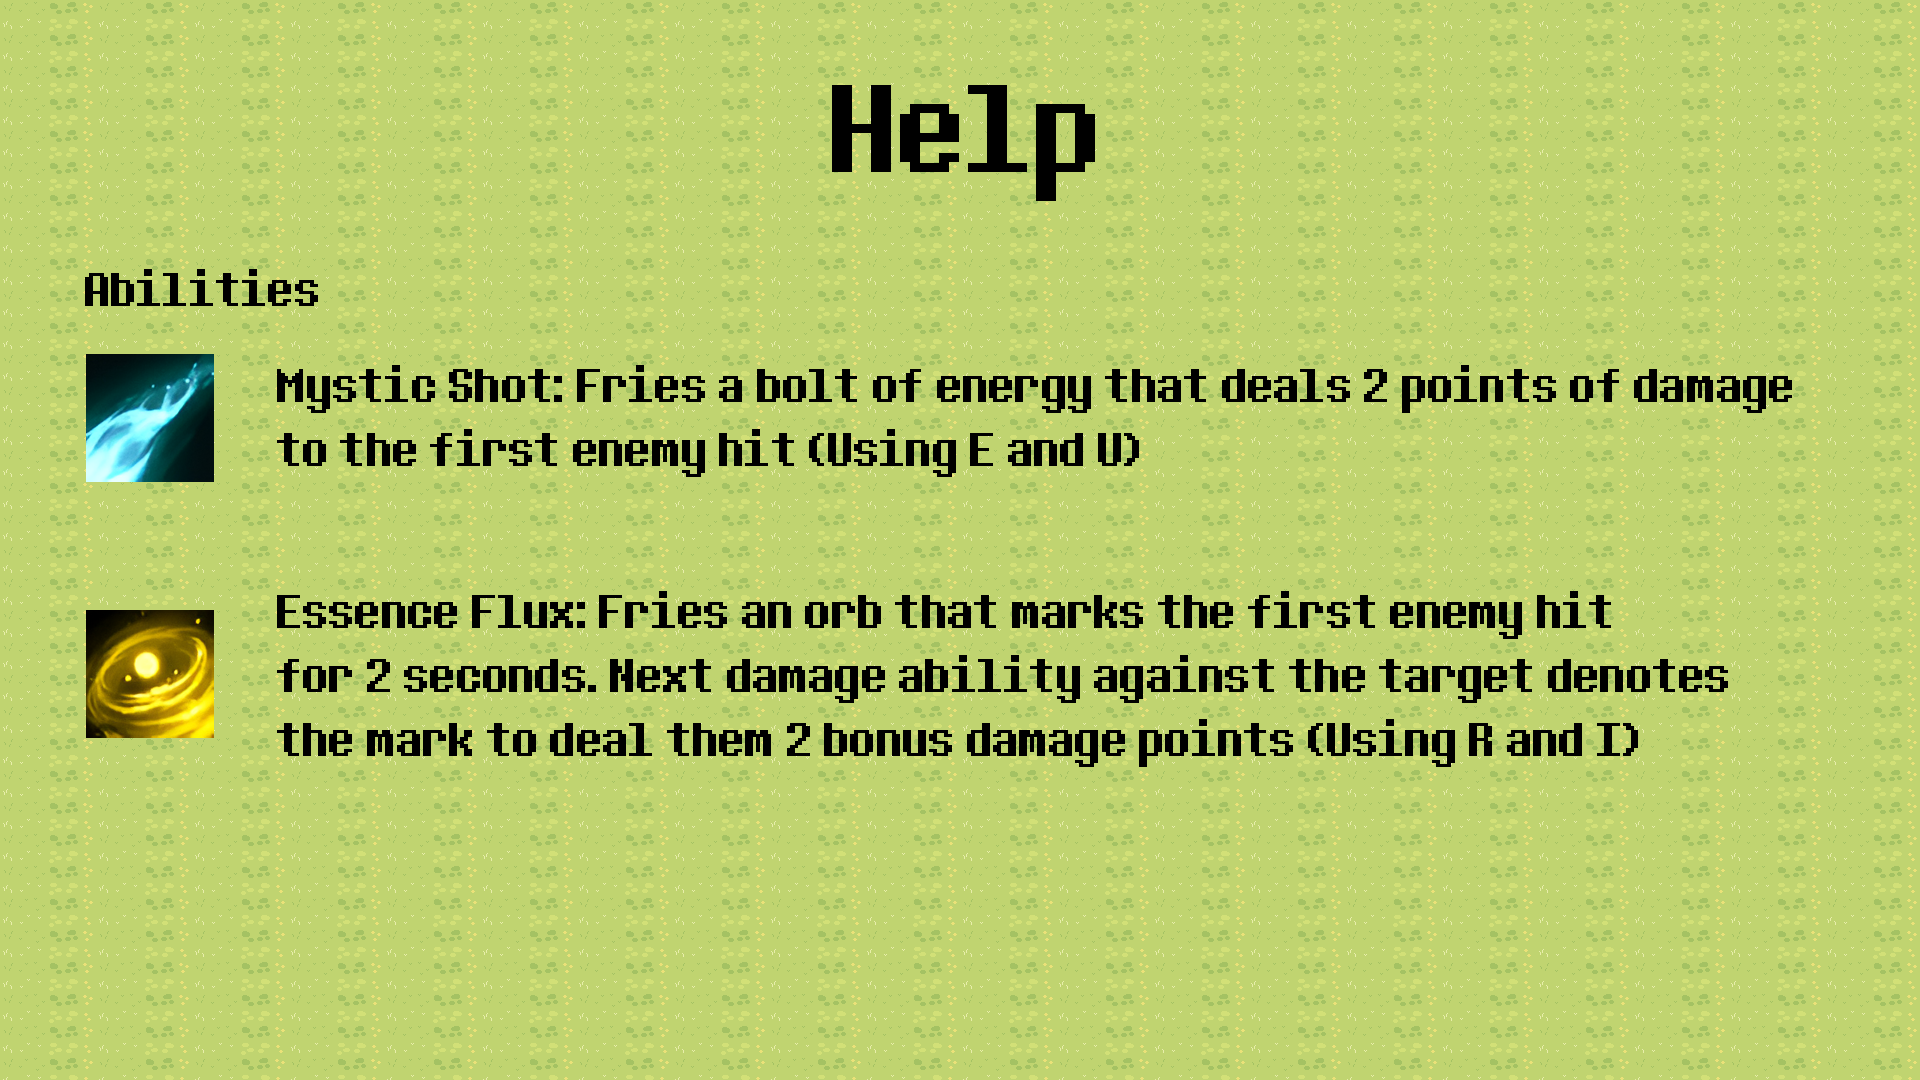 Help
Abilities
Mystic Shot: Fries a bolt of energy that deals 2 points of damage
to the first enemy hit (Using E and U)
Essence Flux: Fries an orb that marks the first enemy hit
for 2 seconds. Next damage ability against the target denotes
the mark to deal them 2 bonus damage points (Using R and I)